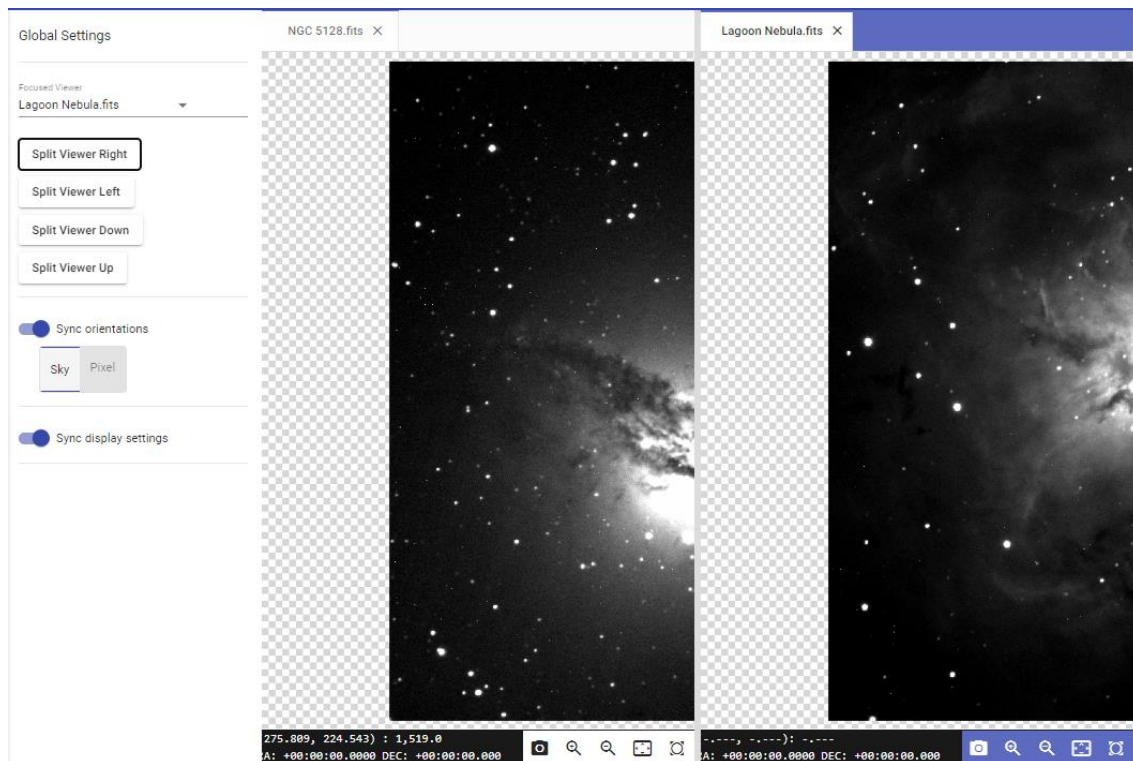 Global Settings
Focused Viewer
Lagoon Nebula.fits
Split Viewer Right
Split Viewer Left
Split Viewer Down
Split Viewer Up
Sync orientations
Sky Pixel
Sync display settings
NGC 5128.fits
275.809, 224.543) : 1,519.0
A: +00:00:00.0000 DEC: +00:00:00.000
Lagoon Nebula.fits
-.---, -.---): -.---
A: +00:00:00.0000 DEC: +00:00:00.000